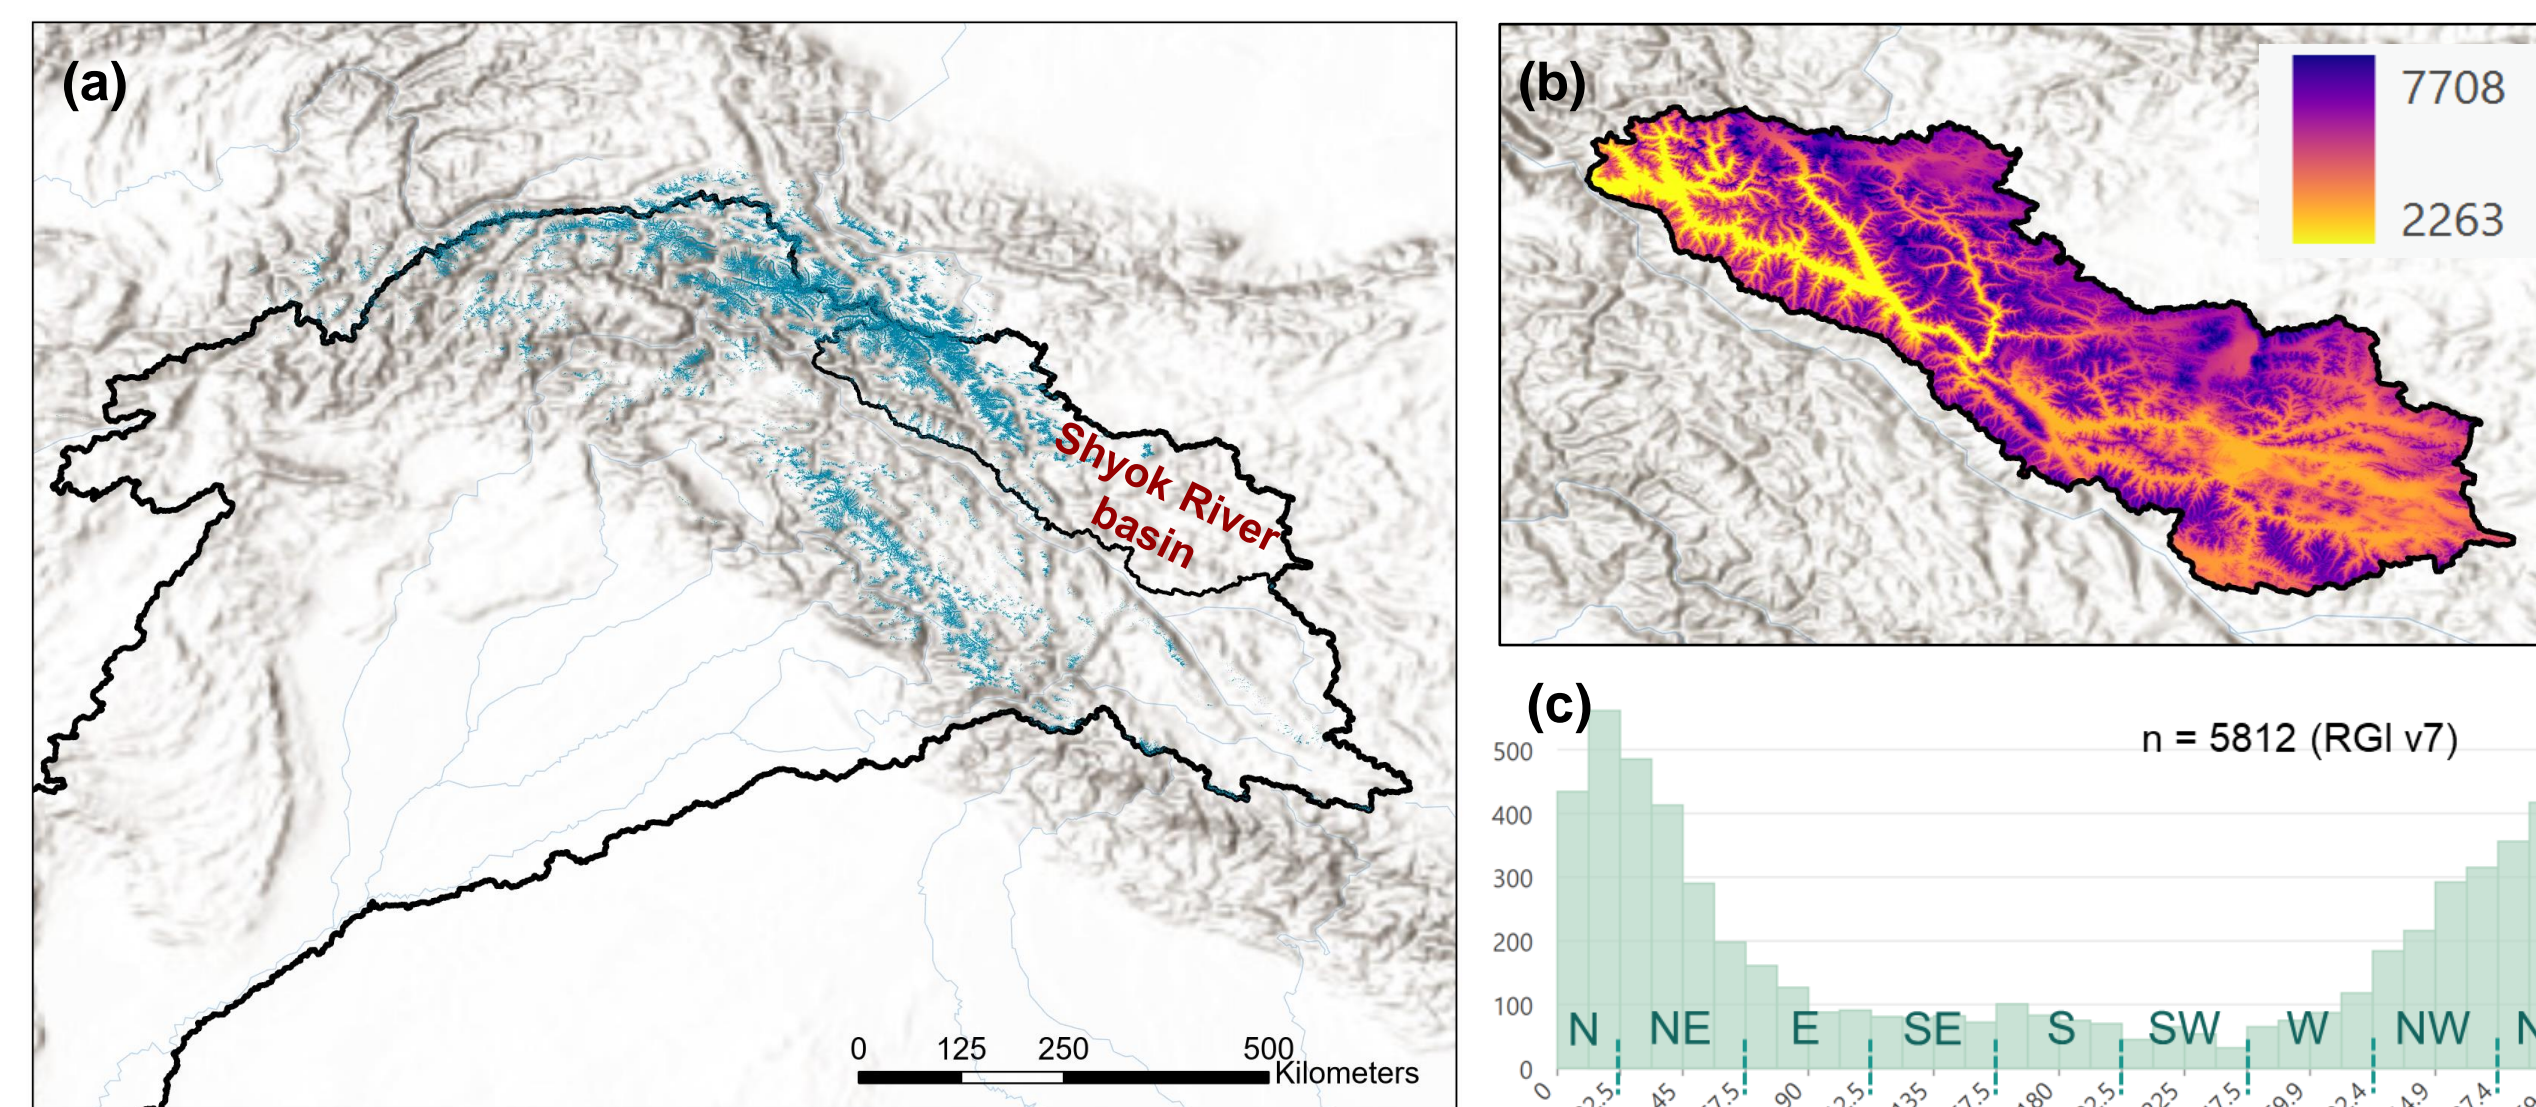 (a)
Shyok River
basin
0 125 250 500
Kilometers
(b)
7708
2263
(c)
n = 5812 (RGI v7)
500
400
300
200
100
0
N NE E SE S SW W NW N
0 45 90 135 180